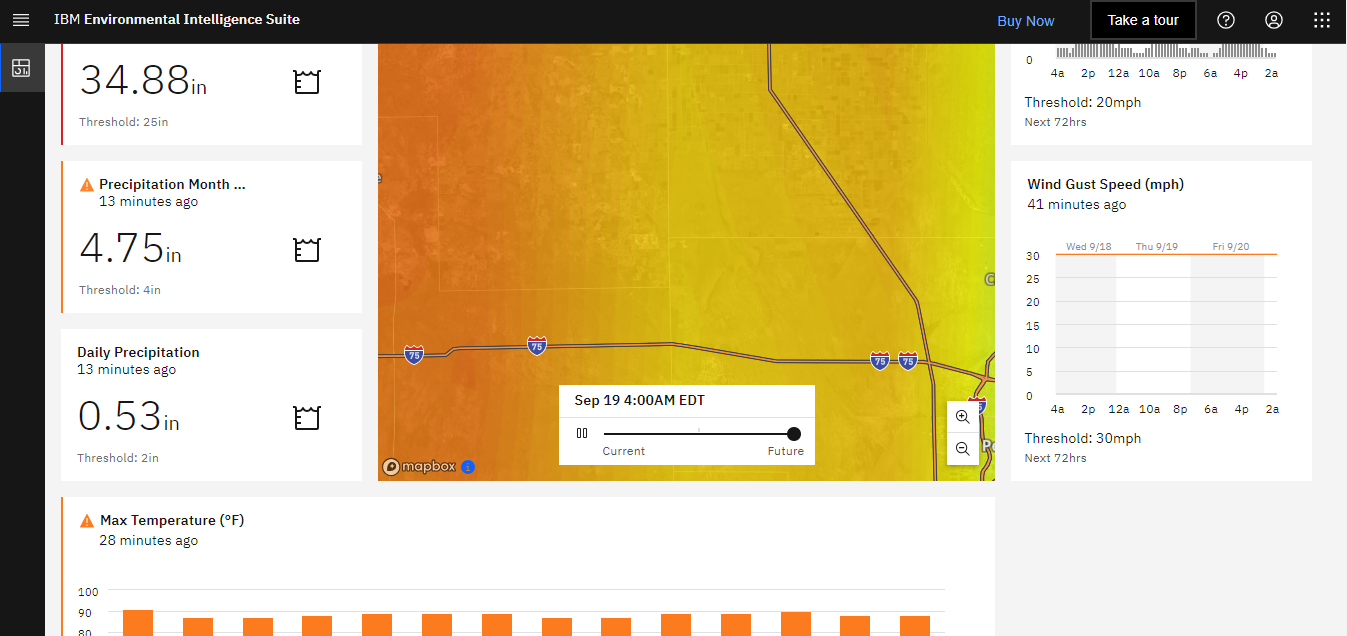 IBM Environmental Intelligence Suite
Buy Now
Take a tour
34.88in
Threshold: 25in
Precipitation Month ...
13 minutes ago
4.75in
Threshold: 4in
Daily Precipitation
13 minutes ago
0.53in
Threshold: 2in
75
75
75
75
Sep 19 4:00AM EDT
Current
Future
mapbox
0
4a 2p 12a 10a 8p 6a 4p 2a
Threshold: 20mph
Next 72hrs
Wind Gust Speed (mph)
41 minutes ago
Wed 9/18 Thu 9/19 Fri 9/20
30
25
20
15
10
5
0
4a 2p 12a 10a 8p 6a 4p 2a
Threshold: 30mph
Next 72hrs
Max Temperature (°F)
28 minutes ago
100
90
80